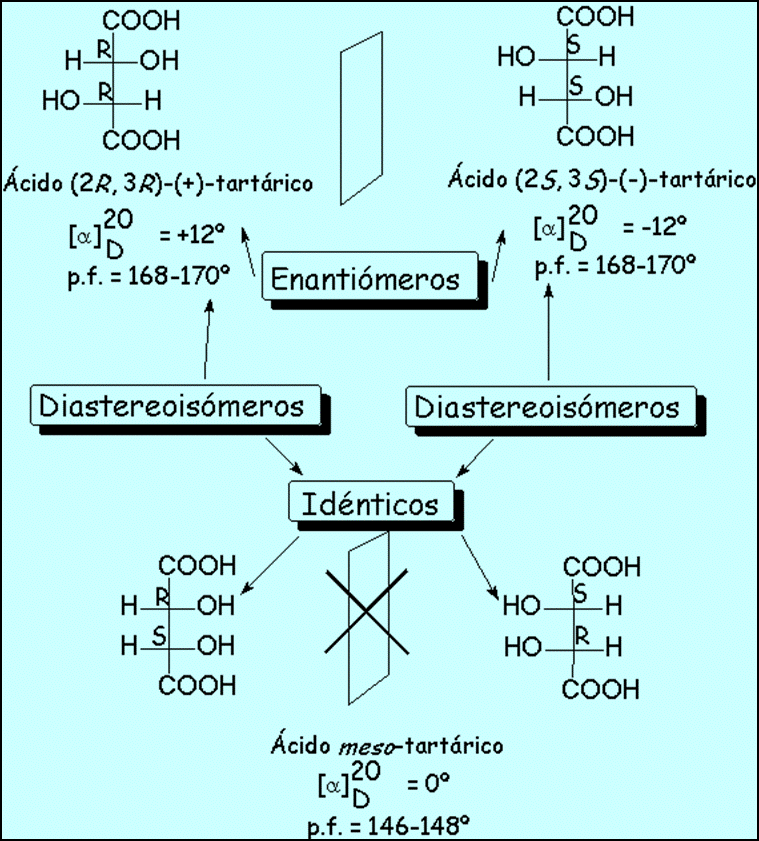 COOH
R
H OH
R
HO H
COOH
Ácido (2R, 3R)-(+)-tartárico
[α]20D = +12°
p.f. = 168-170°
COOH
S
HO H
S
H OH
COOH
Ácido (2S, 3S)-(-)-tartárico
[α]20D = -12°
p.f. = 168-170°
Enantiómeros
Diastereoisómeros
Diastereoisómeros
Idénticos
COOH
R
H OH
S
H OH
COOH
COOH
S
HO H
R
HO H
COOH
Ácido meso-tartárico
[α]20D = 0°
p.f. = 146-148°